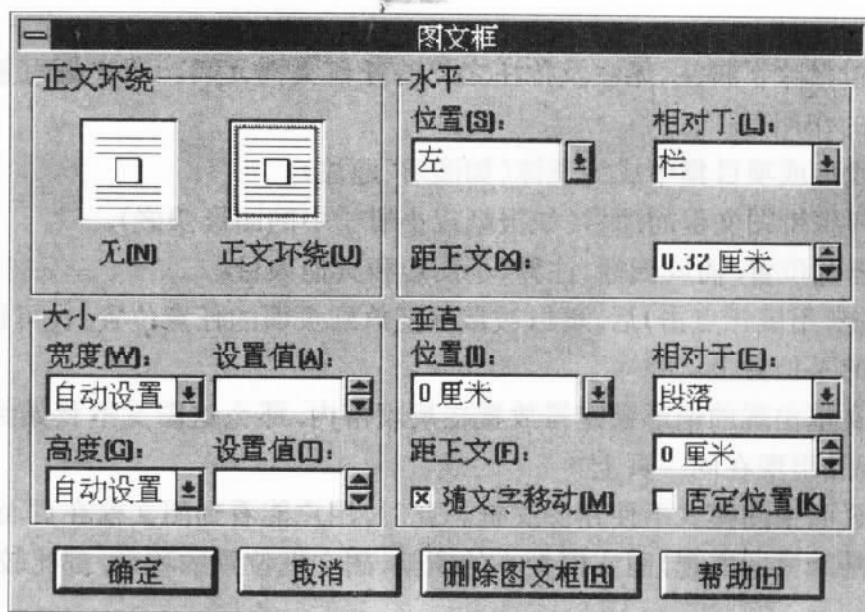 图文框
正文环绕
无(N)
正文环绕(U)
水平
位置(S):
相对于(L):
左
栏
距正文(X):
0.32 厘米
大小
宽度(W):
设置值(A):
自动设置
高度(G):
设置值(T):
自动设置
垂直
位置(I):
相对于(E):
0 厘米
段落
距正文(F):
0 厘米
随文字移动(M)
固定位置(K)
确定
取消
删除图文框(R)
帮助(H)